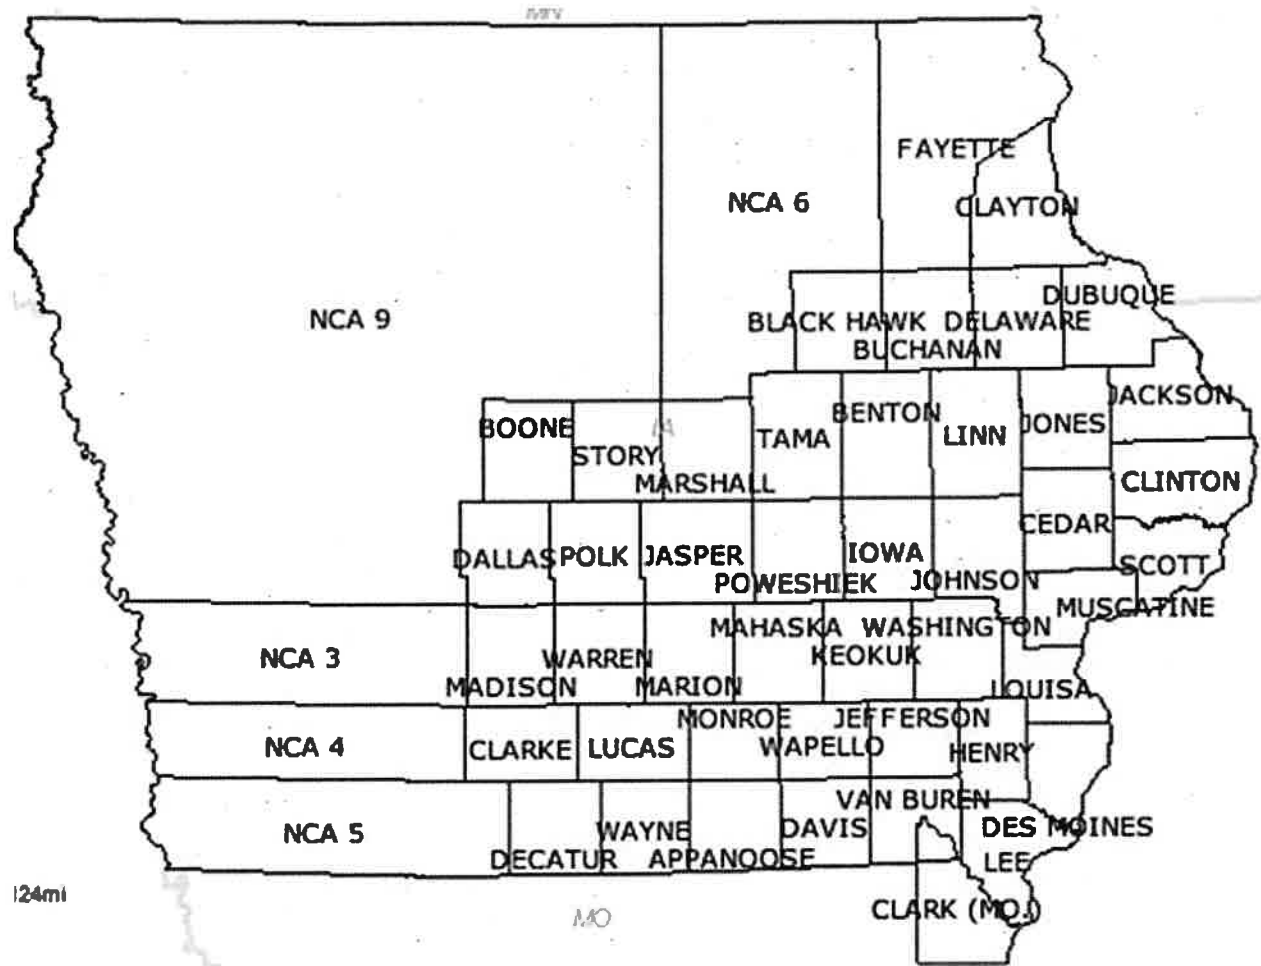 MN
FAYETTE
NCA 6
CLAYTON
DUBUQUE
NCA 9
BLACK HAWK DELAWARE
BUCHANAN
JACKSON
BENTON
BOONE
IA
TAMA
LINN
JONES
STORY
MARSHALL
CLINTON
CEDAR
DALLAS
POLK
JASPER
IOWA
SCOTT
POWESHIEK
JOHNSON
MUSCATINE
MAHASKA
WASHINGTON
NCA 3
WARREN
KEOKUK
MADISON
MARION
LOUISA
MONROE
JEFFERSON
NCA 4
CLARKE
LUCAS
WAPELLO
HENRY
VAN BUREN
NCA 5
WAYNE
DAVIS
DES MOINES
DECATUR
APPANOOSE
LEE
124mi
MO
CLARK (MO.)